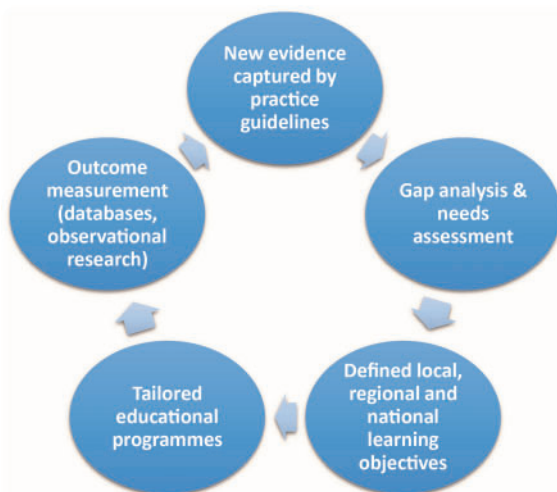 New evidence
captured by
practice
guidelines
Gap analysis &
needs
assessment
Defined local,
regional and
national
learning
objectives
Tailored
educational
programmes
Outcome
measurement
(databases,
observational
research)